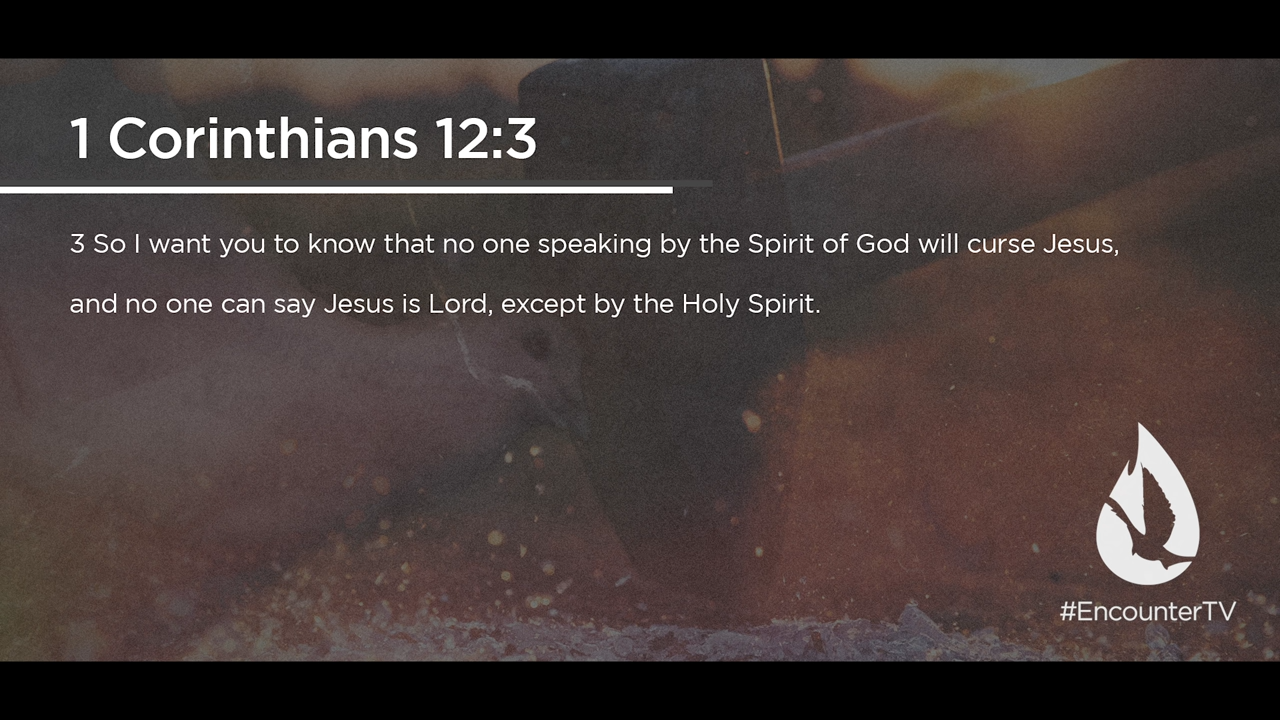 1 Corinthians 12:3
3 So I want you to know that no one speaking by the Spirit of God will curse Jesus,
and no one can say Jesus is Lord, except by the Holy Spirit.
#EncounterTV